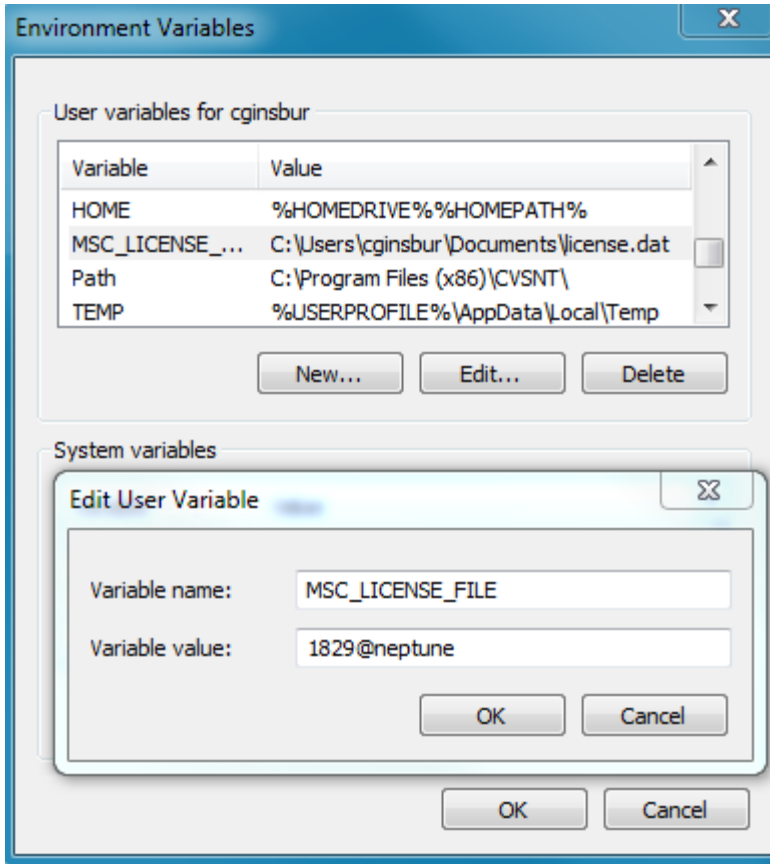 Environment Variables
User variables for cginsbur
Variable Value
HOME %HOMEDRIVE%%HOMEPATH%
MSC_LICENSE_... C:\Users\cginsbur\Documents\license.dat
Path C:\Program Files (x86)\CVSNT\
TEMP %USERPROFILE%\AppData\Local\Temp
New... Edit... Delete
System variables
Edit User Variable
Variable name: MSC_LICENSE_FILE
Variable value: 1829@neptune
OK Cancel
OK Cancel